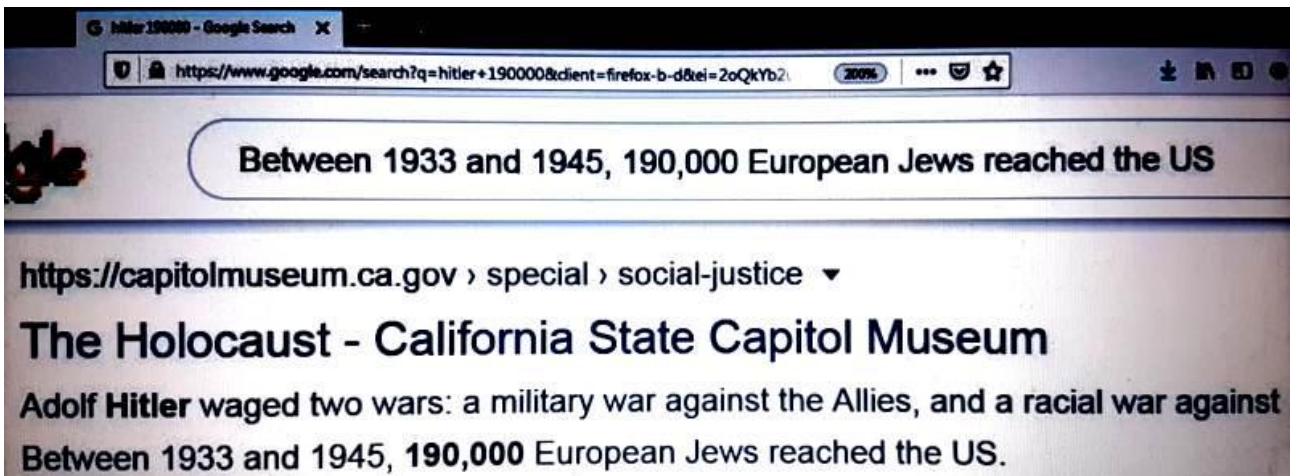 G hitler 190000 - Google Search X
https://www.google.com/search?q=hitler+190000&client=firefox-b-d&ei=2oQkYb2
200%
gle
Between 1933 and 1945, 190,000 European Jews reached the US
https://capitolmuseum.ca.gov › special › social-justice
The Holocaust - California State Capitol Museum
Adolf Hitler waged two wars: a military war against the Allies, and a racial war against
Between 1933 and 1945, 190,000 European Jews reached the US.